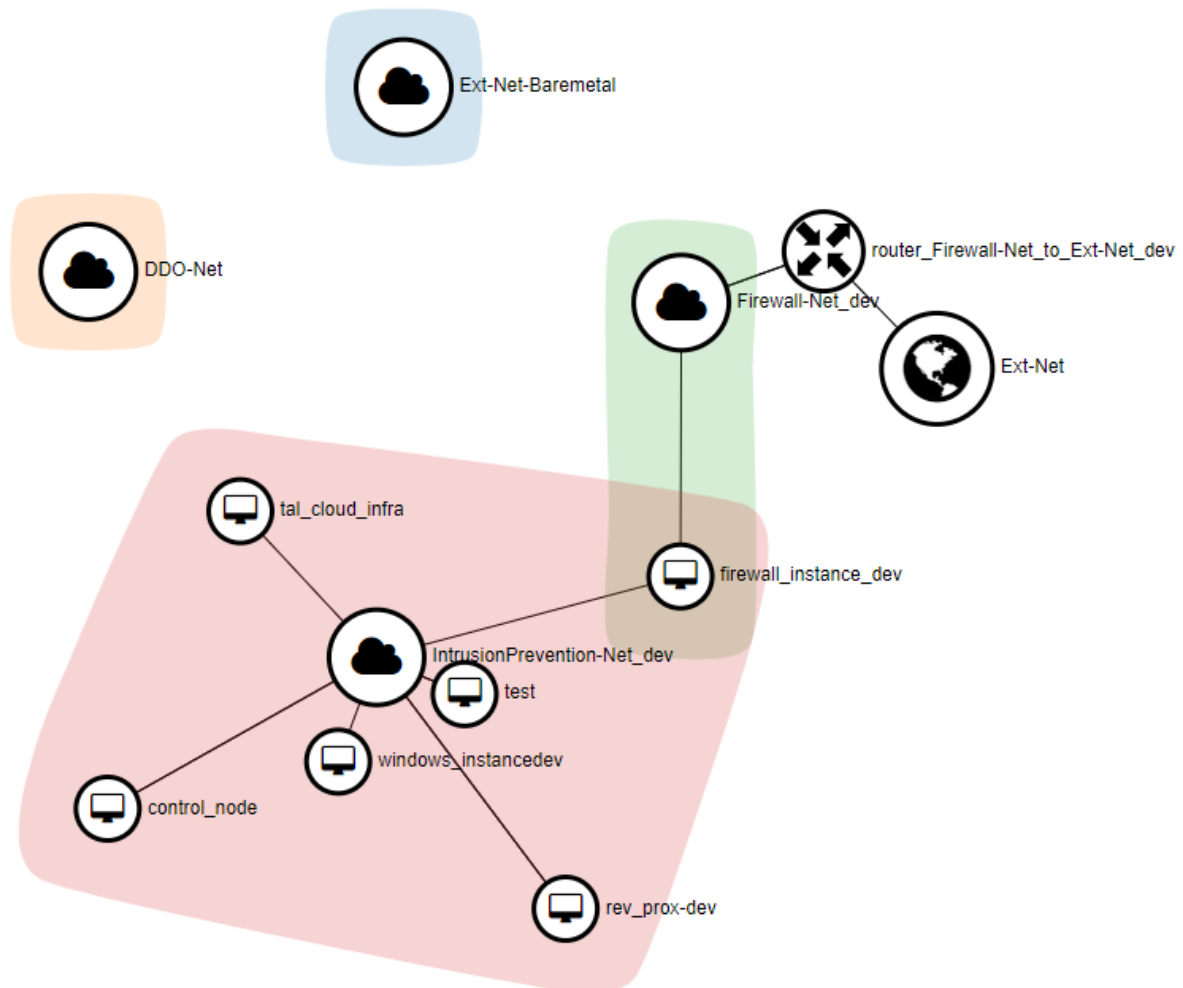 Ext-Net-Baremetal
DDO-Net
router_Firewall-Net_to_Ext-Net_dev
Firewall-Net_dev
Ext-Net
tal_cloud_infra
firewall_instance_dev
IntrusionPrevention-Net_dev
test
windows_instancedev
control_node
rev_prox-dev